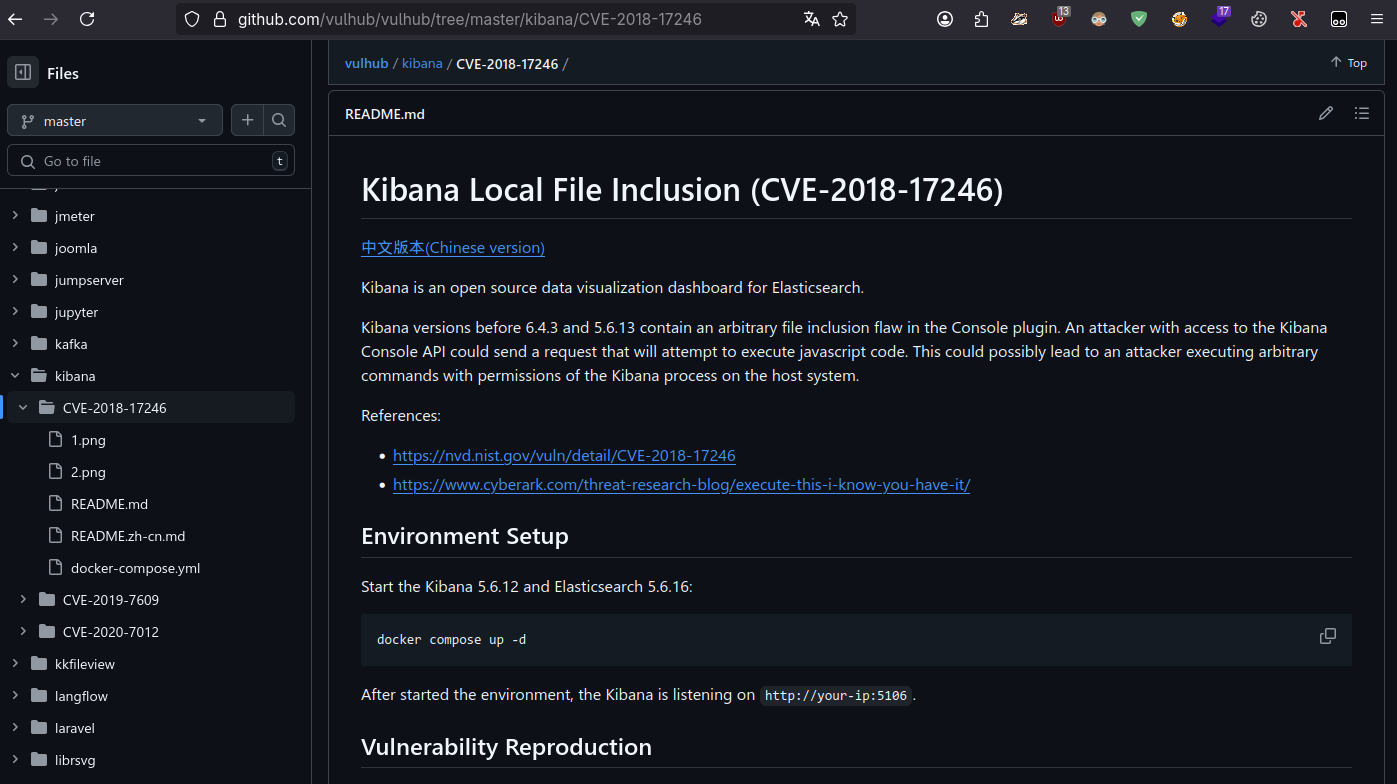 github.com/vulhub/vulhub/tree/master/kibana/CVE-2018-17246
13
17
Files
master
Go to file
t
jmeter
joomla
jumpserver
jupyter
kafka
kibana
CVE-2018-17246
1.png
2.png
README.md
README.zh-cn.md
docker-compose.yml
CVE-2019-7609
CVE-2020-7012
kkfileview
langflow
laravel
librsvg
vulhub / kibana / CVE-2018-17246 /
Top
README.md
Kibana Local File Inclusion (CVE-2018-17246)
中文版本(Chinese version)
Kibana is an open source data visualization dashboard for Elasticsearch.
Kibana versions before 6.4.3 and 5.6.13 contain an arbitrary file inclusion flaw in the Console plugin. An attacker with access to the Kibana
Console API could send a request that will attempt to execute javascript code. This could possibly lead to an attacker executing arbitrary
commands with permissions of the Kibana process on the host system.
References:
https://nvd.nist.gov/vuln/detail/CVE-2018-17246
https://www.cyberark.com/threat-research-blog/execute-this-i-know-you-have-it/
Environment Setup
Start the Kibana 5.6.12 and Elasticsearch 5.6.16:
docker compose up -d
After started the environment, the Kibana is listening on http://your-ip:5106.
Vulnerability Reproduction